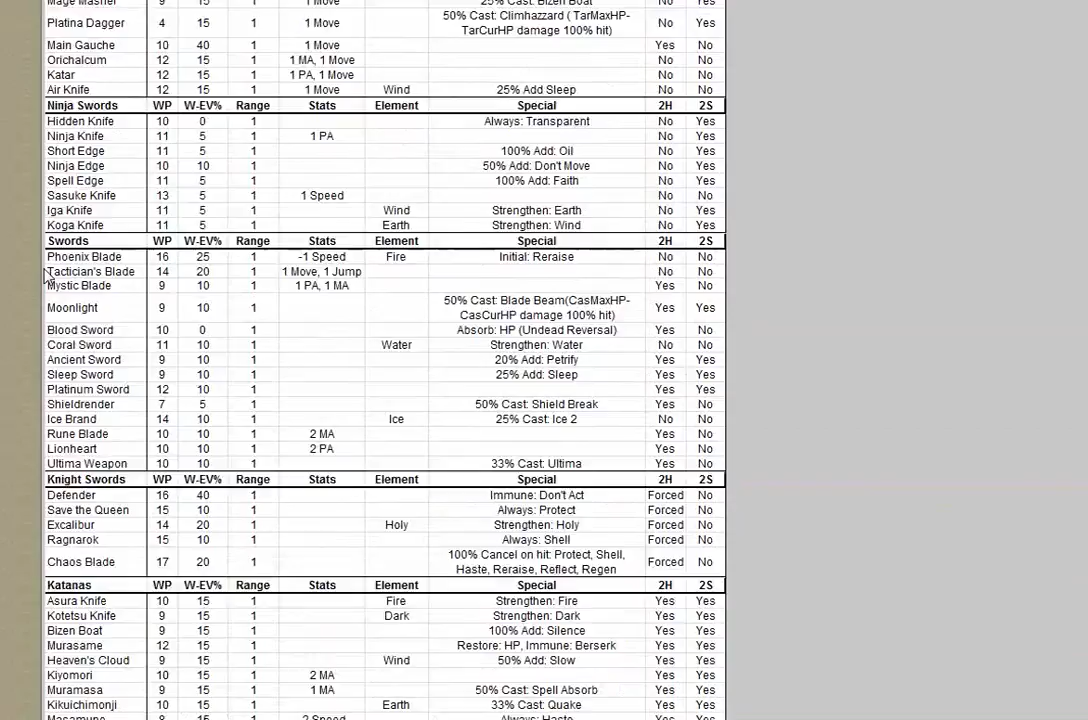 Mage Masher 9 15 1 1 Move 25% Cast: Bizen Boat No Yes
50% Cast: Climhazzard ( TarMaxHP-
Platina Dagger 4 15 1 1 Move No Yes
TarCurHP damage 100% hit)
Main Gauche 10 40 1 1 Move Yes No
Orichalcum 12 15 1 1 MA, 1 Move No No
Katar 12 15 1 1 PA, 1 Move No No
Air Knife 12 15 1 1 Move Wind 25% Add Sleep No No
Ninja Swords WP W-EV% Range Stats Element Special 2H 2S
Hidden Knife 10 0 1 Always: Transparent No Yes
Ninja Knife 11 5 1 1 PA No Yes
Short Edge 11 5 1 100% Add: Oil No Yes
Ninja Edge 10 10 1 50% Add: Don't Move No Yes
Spell Edge 11 5 1 100% Add: Faith No Yes
Sasuke Knife 13 5 1 1 Speed No No
Iga Knife 11 5 1 Wind Strengthen: Earth No Yes
Koga Knife 11 5 1 Earth Strengthen: Wind No Yes
Swords WP W-EV% Range Stats Element Special 2H 2S
Phoenix Blade 16 25 1 -1 Speed Fire Initial: Reraise No No
Tactician's Blade 14 20 1 1 Move, 1 Jump No No
Mystic Blade 9 10 1 1 PA, 1 MA Yes No
50% Cast: Blade Beam(CasMaxHP-
Moonlight 9 10 1 Yes Yes
CasCurHP damage 100% hit)
Blood Sword 10 0 1 Absorb: HP (Undead Reversal) Yes No
Coral Sword 11 10 1 Water Strengthen: Water No No
Ancient Sword 9 10 1 20% Add: Petrify Yes Yes
Sleep Sword 9 10 1 25% Add: Sleep Yes Yes
Platinum Sword 12 10 1 Yes Yes
Shieldrender 7 5 1 50% Cast: Shield Break Yes No
Ice Brand 14 10 1 Ice 25% Cast: Ice 2 No No
Rune Blade 10 10 1 2 MA Yes No
Lionheart 10 10 1 2 PA Yes No
Ultima Weapon 10 10 1 33% Cast: Ultima Yes No
Knight Swords WP W-EV% Range Stats Element Special 2H 2S
Defender 16 40 1 Immune: Don't Act Forced No
Save the Queen 15 10 1 Always: Protect Forced No
Excalibur 14 20 1 Holy Strengthen: Holy Forced No
Ragnarok 15 10 1 Always: Shell Forced No
100% Cancel on hit: Protect, Shell,
Chaos Blade 17 20 1 Forced No
Haste, Reraise, Reflect, Regen
Katanas WP W-EV% Range Stats Element Special 2H 2S
Asura Knife 10 15 1 Fire Strengthen: Fire Yes Yes
Kotetsu Knife 9 15 1 Dark Strengthen: Dark Yes Yes
Bizen Boat 9 15 1 100% Add: Silence Yes Yes
Murasame 12 15 1 Restore: HP, Immune: Berserk Yes Yes
Heaven's Cloud 9 15 1 Wind 50% Add: Slow Yes Yes
Kiyomori 10 15 1 2 MA Yes Yes
Muramasa 9 15 1 1 MA 50% Cast: Spell Absorb Yes Yes
Kikuichimonji 10 15 1 Earth 33% Cast: Quake Yes Yes
Masamune 8 15 1 2 Speed Always: Haste Yes Yes